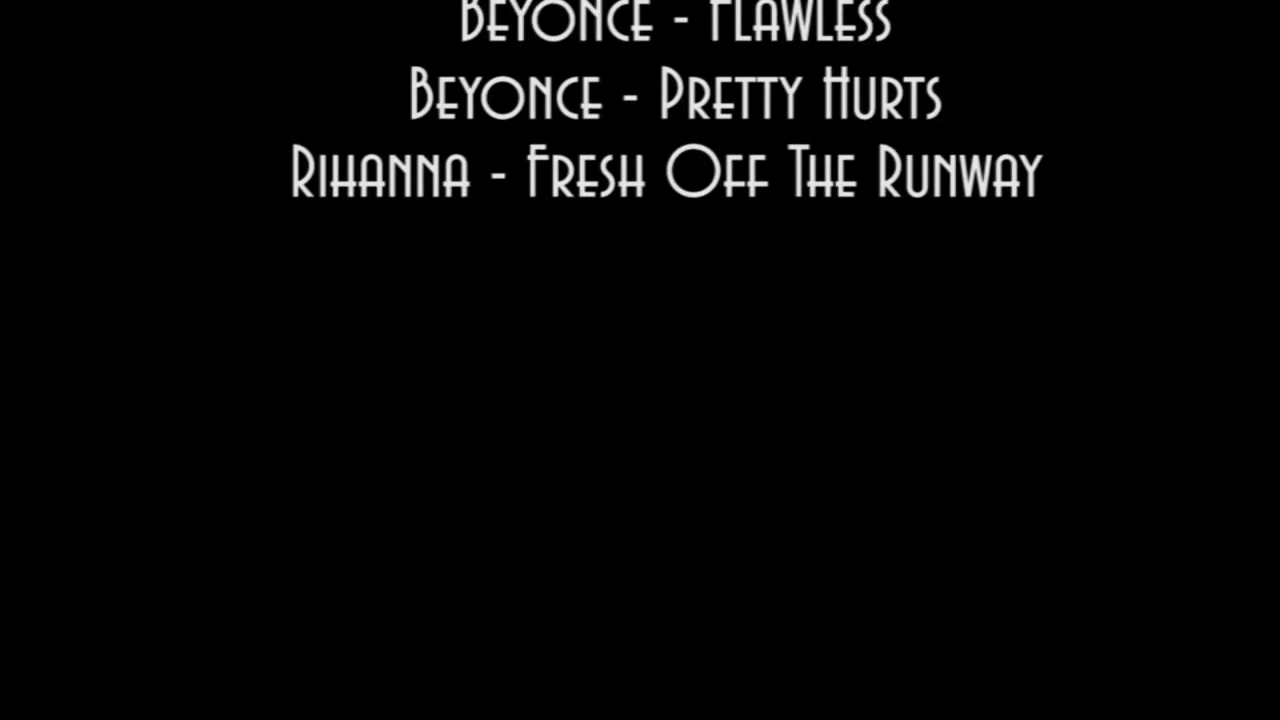 Beyonce - Flawless
Beyonce - Pretty Hurts
Rihanna - Fresh Off The Runway